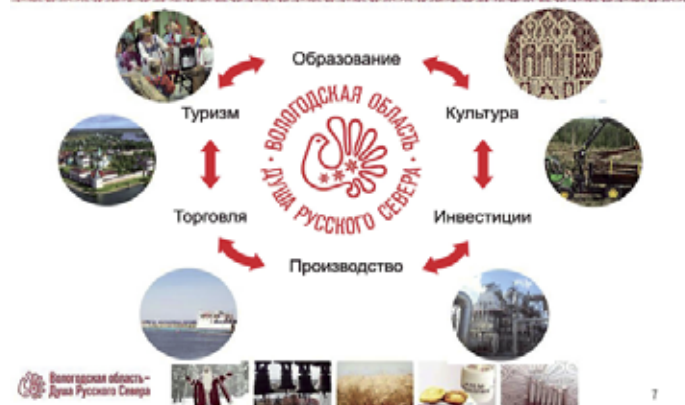 Образование
Туризм
Культура
ВОЛОГОДСКАЯ ОБЛАСТЬ
ДУША РУССКОГО СЕВЕРА
Торговля
Инвестиции
Производство
Вологодская область–
Душа Русского Севера
7